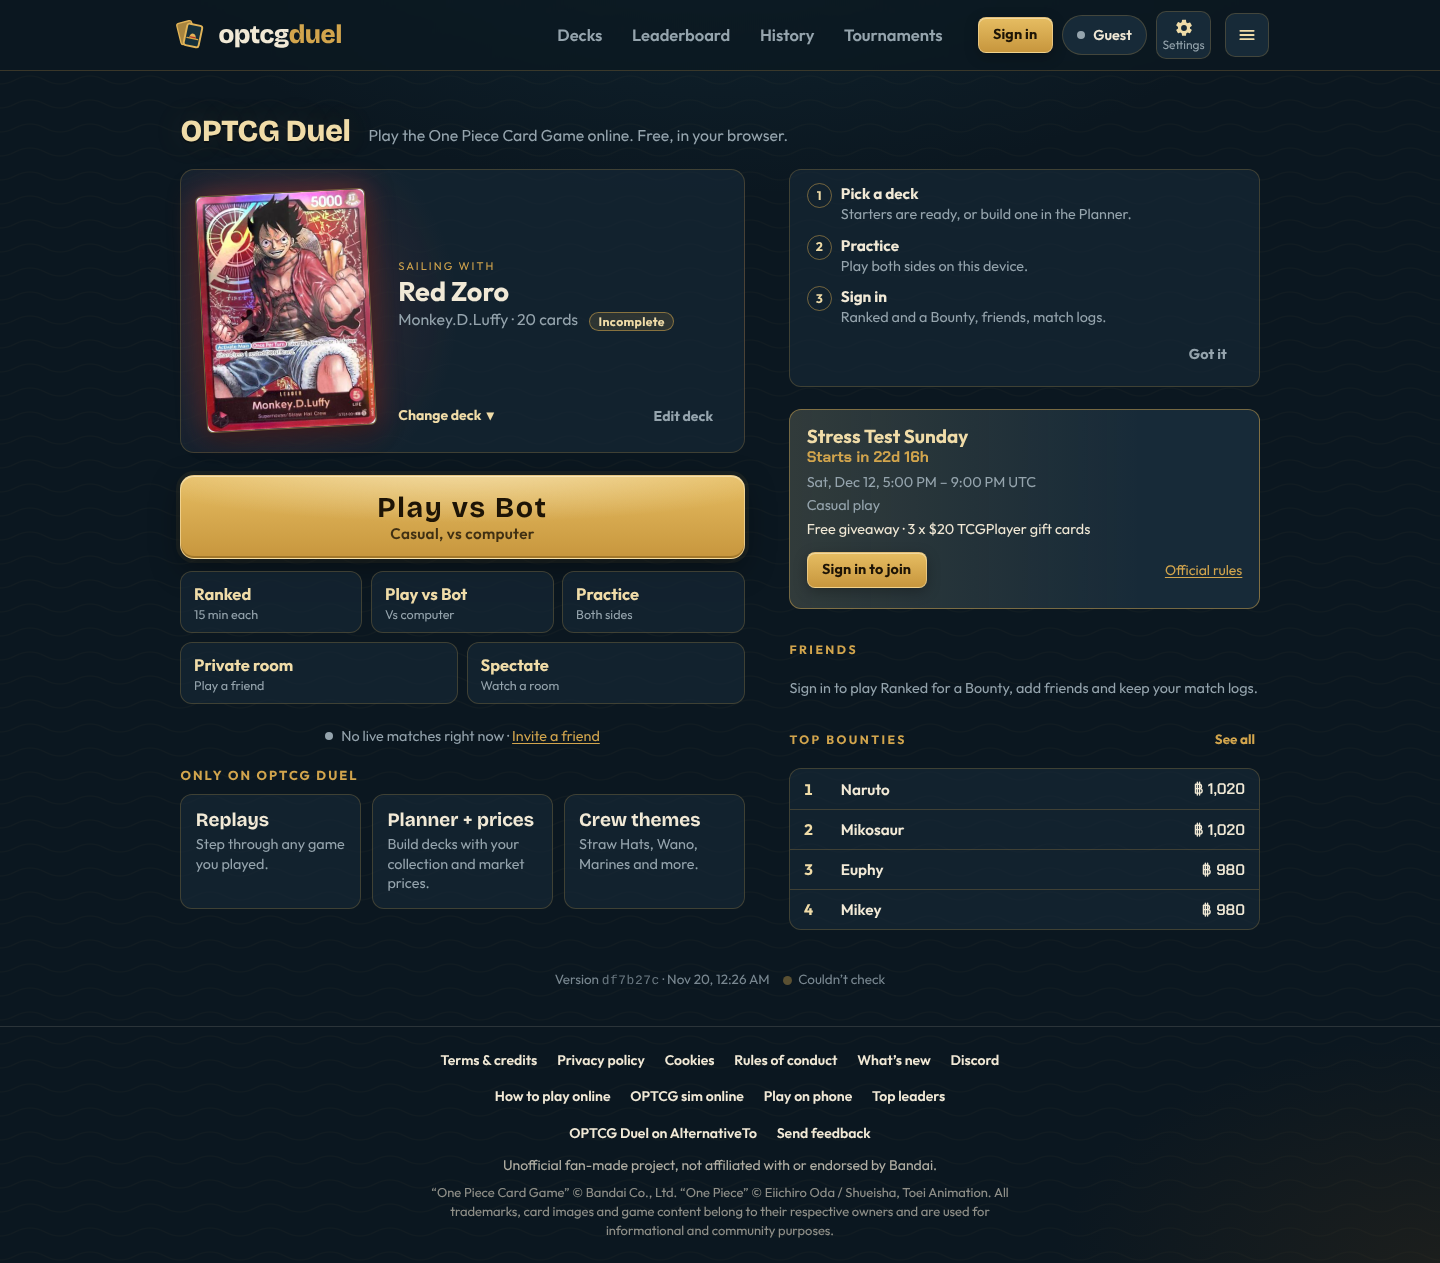 optcgduel
Decks
Leaderboard
History
Tournaments
Sign in
Guest
Settings
OPTCG Duel
Play the One Piece Card Game online. Free, in your browser.
5000
LEADER
Monkey.D.Luffy
5
LIFE
SAILING WITH
Red Zoro
Monkey.D.Luffy · 20 cards
Incomplete
Change deck ▾
Edit deck
1
Pick a deck
Starters are ready, or build one in the Planner.
2
Practice
Play both sides on this device.
3
Sign in
Ranked and a Bounty, friends, match logs.
Got it
Play vs Bot
Casual, vs computer
Ranked
15 min each
Play vs Bot
Vs computer
Practice
Both sides
Private room
Play a friend
Spectate
Watch a room
No live matches right now · Invite a friend
ONLY ON OPTCG DUEL
Replays
Step through any game
you played.
Planner + prices
Build decks with your
collection and market
prices.
Crew themes
Straw Hats, Wano,
Marines and more.
Stress Test Sunday
Starts in 22d 16h
Sat, Dec 12, 5:00 PM – 9:00 PM UTC
Casual play
Free giveaway · 3 x $20 TCGPlayer gift cards
Sign in to join
Official rules
FRIENDS
Sign in to play Ranked for a Bounty, add friends and keep your match logs.
TOP BOUNTIES
See all
1 Naruto ฿ 1,020
2 Mikosaur ฿ 1,020
3 Euphy ฿ 980
4 Mikey ฿ 980
Version df7b27c · Nov 20, 12:26 AM
Couldn't check
Terms & credits
Privacy policy
Cookies
Rules of conduct
What’s new
Discord
How to play online
OPTCG sim online
Play on phone
Top leaders
OPTCG Duel on AlternativeTo
Send feedback
Unofficial fan-made project, not affiliated with or endorsed by Bandai.
“One Piece Card Game” © Bandai Co., Ltd. “One Piece” © Eiichiro Oda / Shueisha, Toei Animation. All
trademarks, card images and game content belong to their respective owners and are used for
informational and community purposes.